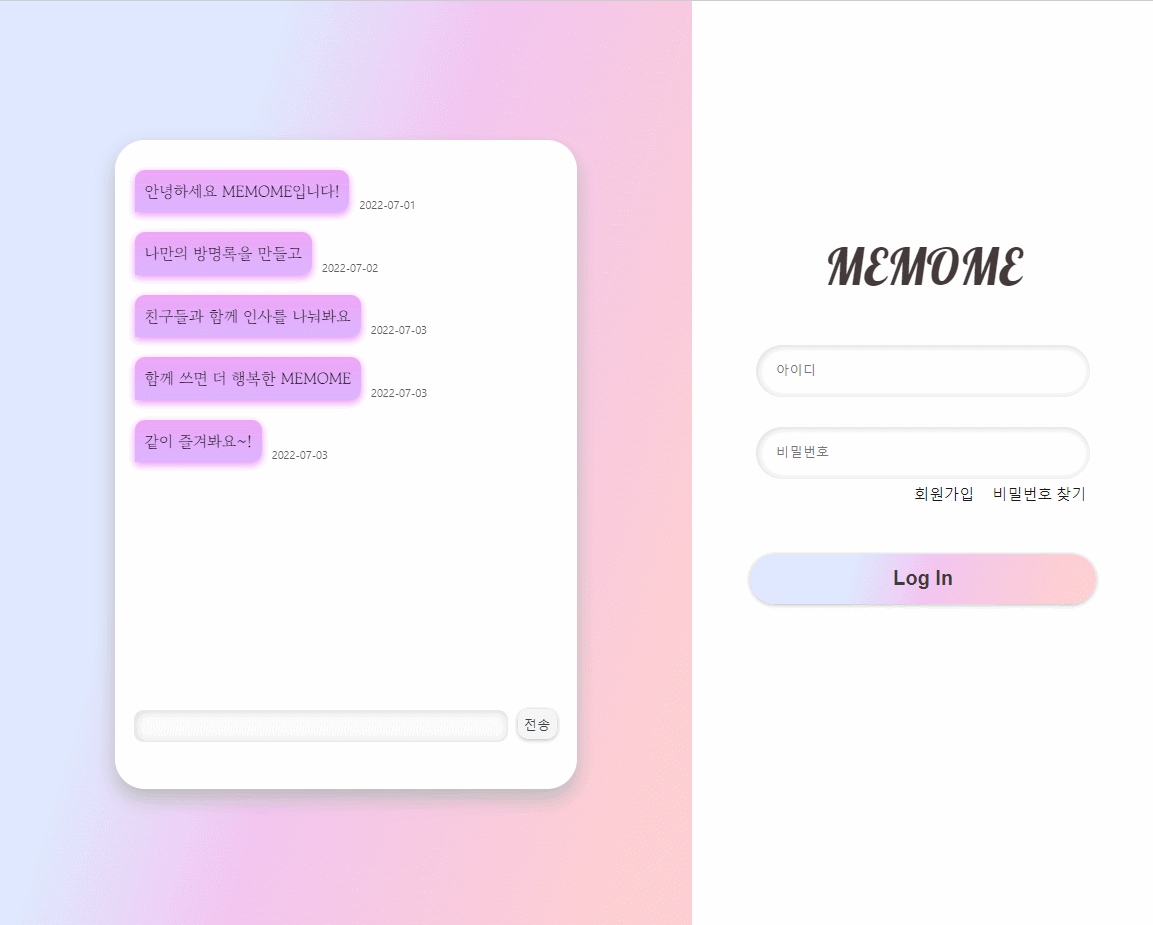 안녕하세요 MEMOME입니다!
2022-07-01
나만의 방명록을 만들고
2022-07-02
친구들과 함께 인사를 나눠봐요
2022-07-03
함께 쓰면 더 행복한 MEMOME
2022-07-03
같이 즐겨봐요~!
2022-07-03
전송
MEMOME
아이디
비밀번호
회원가입 비밀번호 찾기
Log In